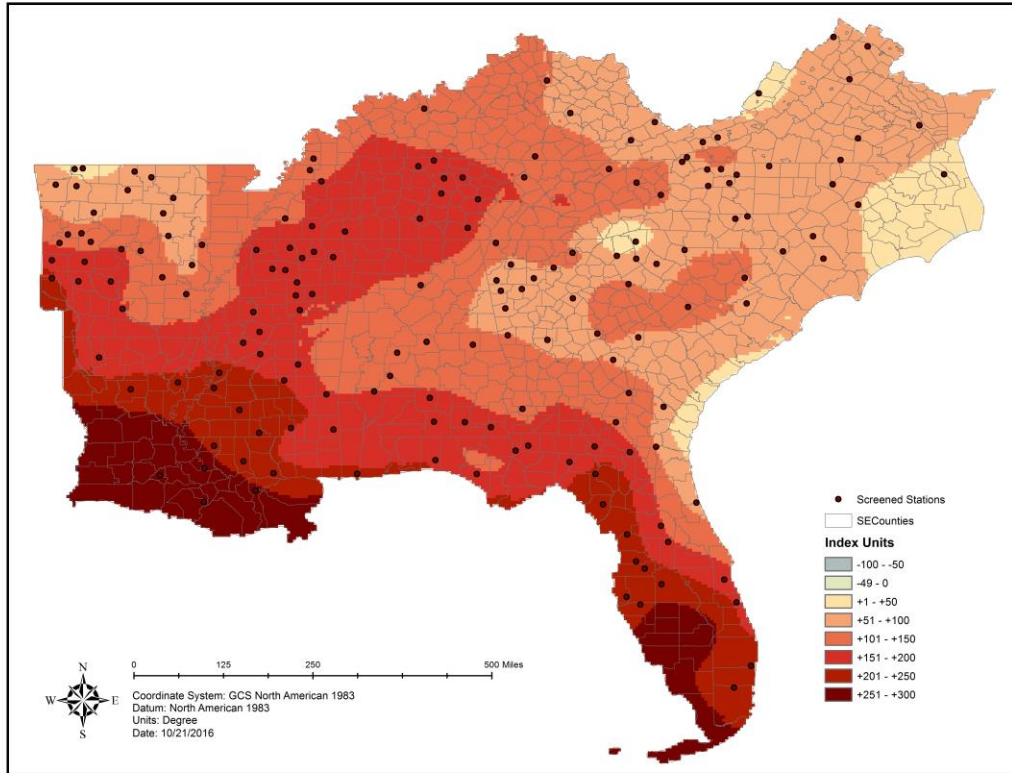 Screened Stations
SECounties
Index Units
-100 - -50
-49 - 0
+1 - +50
+51 - +100
+101 - +150
+151 - +200
+201 - +250
+251 - +300
0 125 250 500 Miles
N
W E
S
Coordinate System: GCS North American 1983
Datum: North American 1983
Units: Degree
Date: 10/21/2016